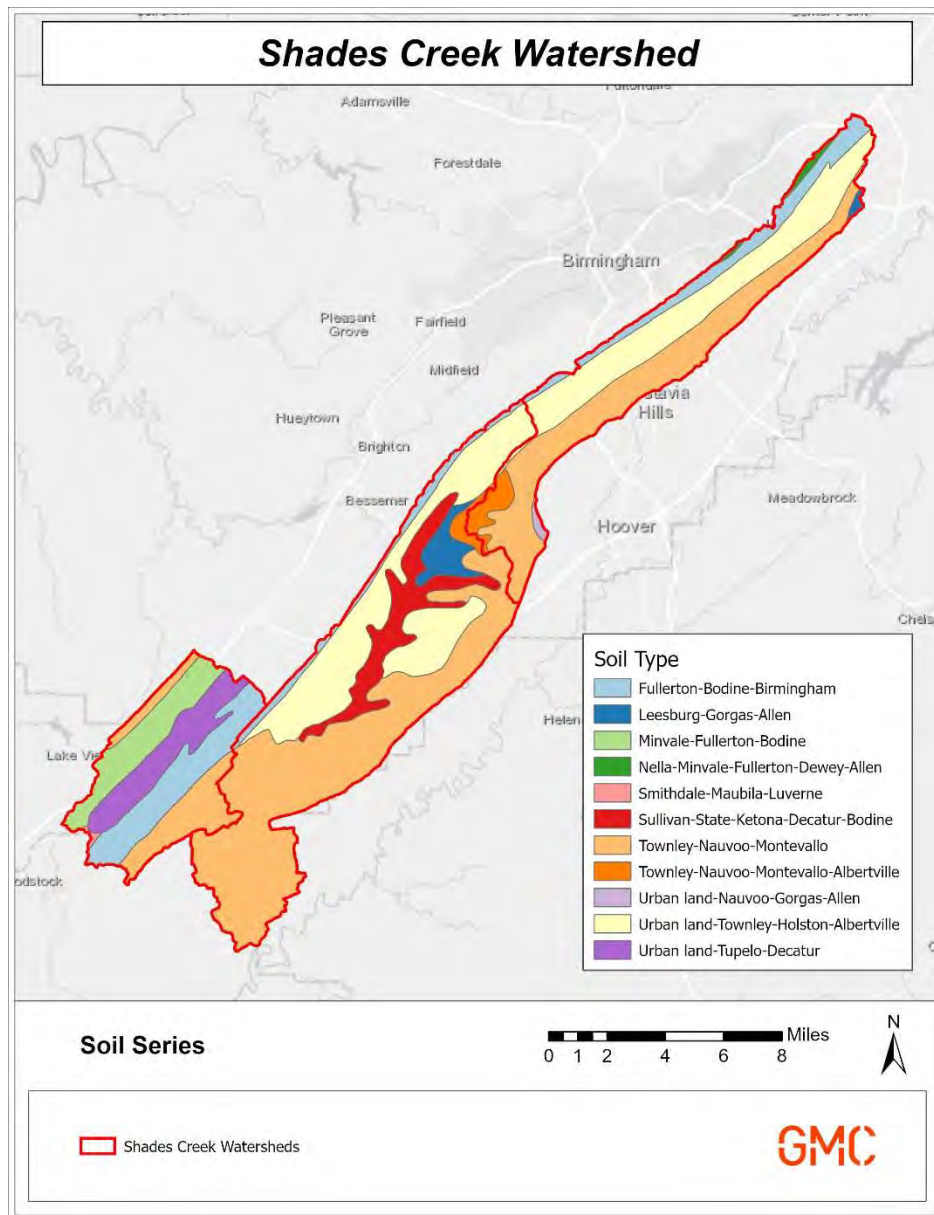 Shades Creek Watershed
Adamsville
Forestdale
Birmingham
Pleasant
Grove
Fairfield
Midfield
Hueytown
Hills
Brighton
Bessemer
Meadowbrook
Hoover
Soil Type
Fullerton-Bodine-Birmingham
Leesburg-Gorgas-Allen
Minvale-Fullerton-Bodine
Nella-Minvale-Fullerton-Dewey-Allen
Smithdale-Maubila-Luverne
Sullivan-State-Ketona-Decatur-Bodine
Townley-Nauvoo-Montevallo
Townley-Nauvoo-Montevallo-Albertville
Urban land-Nauvoo-Gorgas-Allen
Urban land-Townley-Holston-Albertville
Urban land-Tupelo-Decatur
Helen
Lake Vie
odstock
Soil Series
0 1 2 4 6 8 Miles
N
Shades Creek Watersheds
GMC